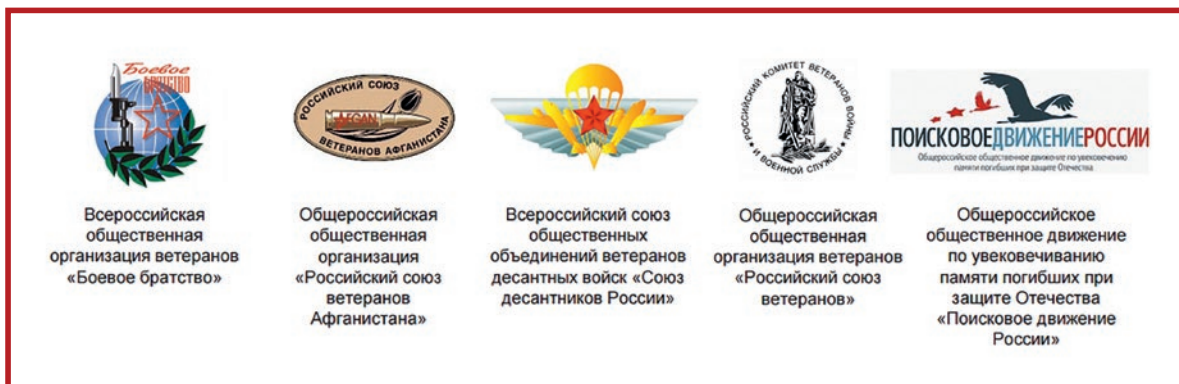 Боевое
БРАТСТВО
РОССИЙСКИЙ СОЮЗ
AFGAN
ВЕТЕРАНОВ АФГАНИСТАНА
РОССИЙСКИЙ КОМИТЕТ ВЕТЕРАНОВ ВОЙНЫ
И ВОЕННОЙ СЛУЖБЫ
ПОИСКОВОЕДВИЖЕНИЕРОССИИ
Общероссийское общественное движение по увековечению
памяти погибших при защите Отечества
Всероссийская
общественная
организация ветеранов
«Боевое братство»
Общероссийская
общественная
организация
«Российский союз
ветеранов
Афганистана»
Всероссийский союз
общественных
объединений ветеранов
десантных войск «Союз
десантников России»
Общероссийская
общественная
организация ветеранов
«Российский союз
ветеранов»
Общероссийское
общественное движение
по увековечиванию
памяти погибших при
защите Отечества
«Поисковое движение
России»